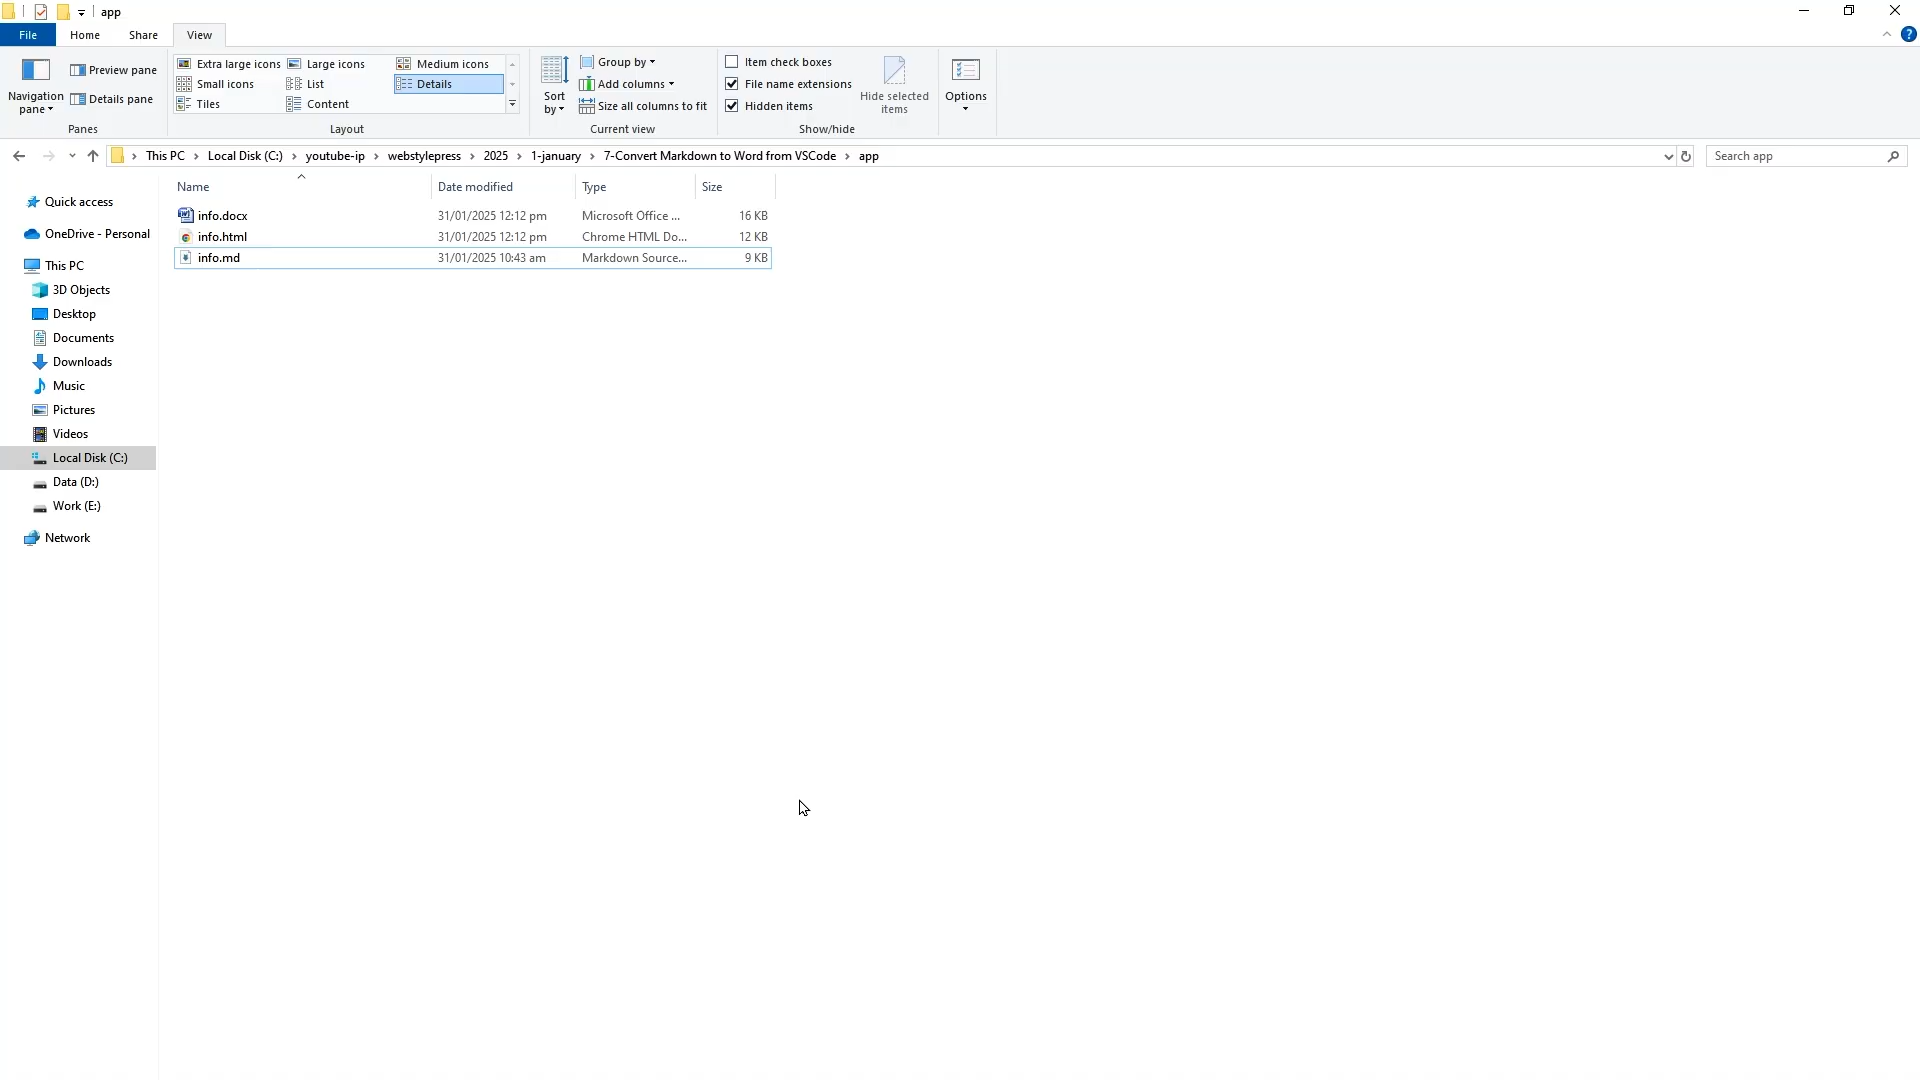 app
File Home Share View
?
Navigation pane
Preview pane
Details pane
Panes
Extra large icons Large icons Medium icons
Small icons List Details
Tiles Content
Layout
Sort by
Group by
Add columns
Size all columns to fit
Current view
Item check boxes
File name extensions
Hidden items
Hide selected items
Show/hide
Options
This PC Local Disk (C:) youtube-ip webstylepress 2025 1-january 7-Convert Markdown to Word from VSCode app
Search app
Name Date modified Type Size
info.docx 31/01/2025 12:12 pm Microsoft Office ... 16 KB
info.html 31/01/2025 12:12 pm Chrome HTML Do... 12 KB
info.md 31/01/2025 10:43 am Markdown Source... 9 KB
Quick access
OneDrive - Personal
This PC
3D Objects
Desktop
Documents
Downloads
Music
Pictures
Videos
Local Disk (C:)
Data (D:)
Work (E:)
Network